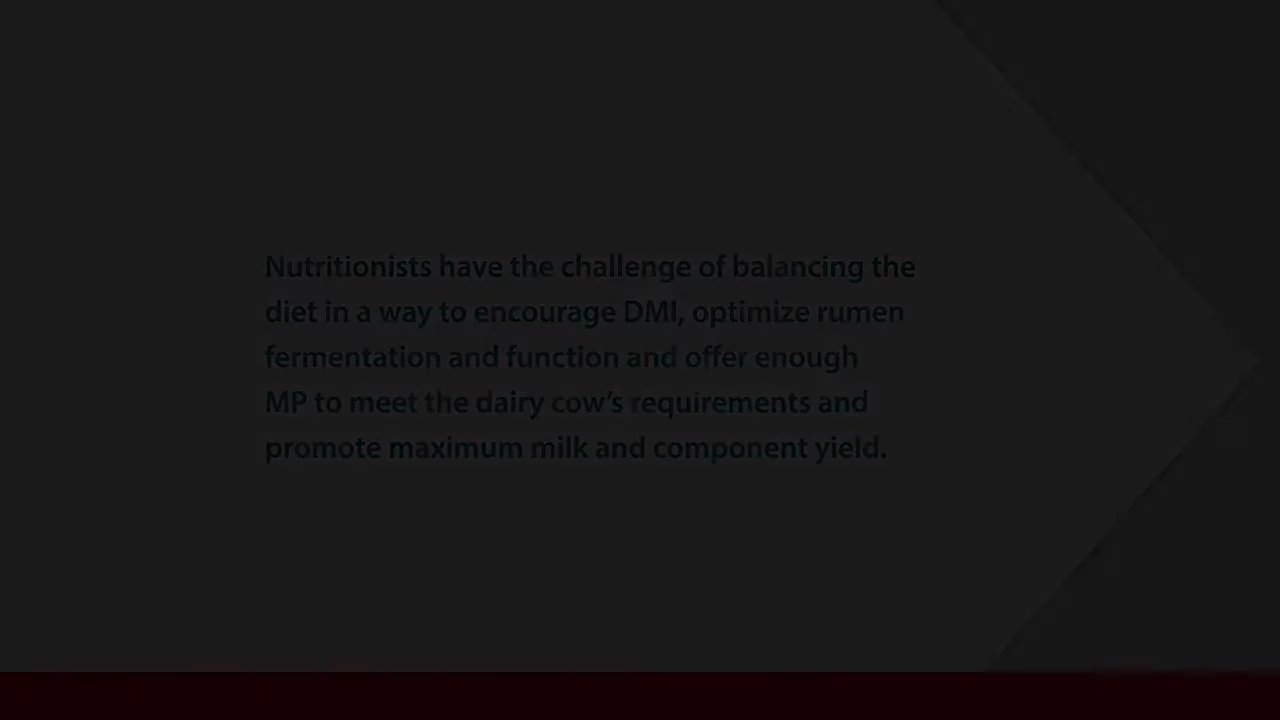 Nutritionists have the challenge of balancing the
diet in a way to encourage DMI, optimize rumen
fermentation and function and offer enough
MP to meet the dairy cow’s requirements and
promote maximum milk and component yield.